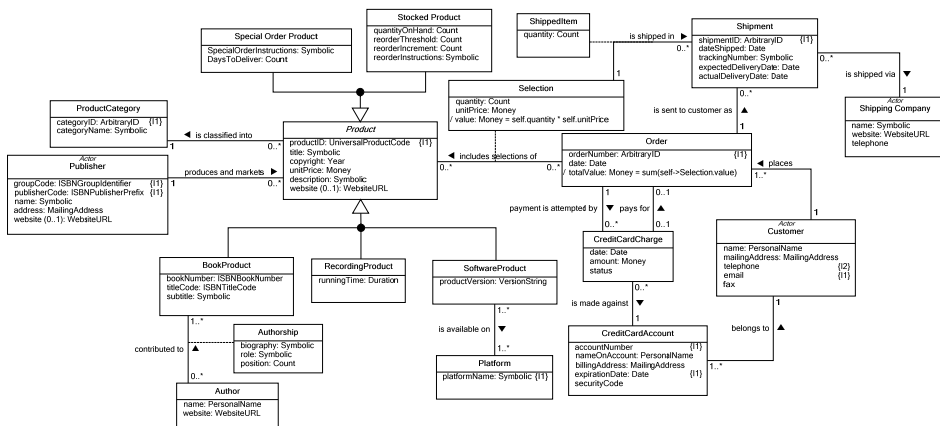 Special Order Product
SpecialOrderInstructions: Symbolic
DaysToDeliver: Count
Stocked Product
quantityOnHand: Count
reorderThreshold: Count
reorderIncrement: Count
reorderInstructions: Symbolic
ShippedItem
quantity: Count
is shipped in
0..*
1
Shipment
shipmentID: ArbitraryID {I1}
dateShipped: Date
trackingNumber: Symbolic
expectedDeliveryDate: Date
actualDeliveryDate: Date
0..*
is shipped via
1
Actor
Shipping Company
name: Symbolic
website: WebsiteURL
telephone
Selection
quantity: Count
unitPrice: Money
/ value: Money = self.quantity * self.unitPrice
0..*
is sent to customer as
1
ProductCategory
categoryID: ArbitraryID {I1}
categoryName: Symbolic
1
is classified into
0..*
Product
productID: UniversalProductCode {I1}
title: Symbolic
copyright: Year
unitPrice: Money
description: Symbolic
website (0..1): WebsiteURL
0..*
includes selections of
0..*
Order
orderNumber: ArbitraryID {I1}
date: Date
/ totalValue: Money = sum(self->Selection.value)
places
1..*
1
Actor
Publisher
groupCode: ISBNGroupIdentifier {I1}
publisherCode: ISBNPublisherPrefix {I1}
name: Symbolic
address: MailingAddress
website (0..1): WebsiteURL
1
produces and markets
0..*
1
0..1
payment is attempted by
pays for
0..*
0..1
CreditCardCharge
date: Date
amount: Money
status
Actor
Customer
name: PersonalName
mailingAddress: MailingAddress
telephone {I2}
email {I1}
fax
BookProduct
bookNumber: ISBNBookNumber
titleCode: ISBNTitleCode
subtitle: Symbolic
RecordingProduct
runningTime: Duration
SoftwareProduct
productVersion: VersionString
0..*
is made against
1
1
belongs to
1..*
1..*
is available on
1..*
CreditCardAccount
accountNumber {I1}
nameOnAccount: PersonalName
billingAddress: MailingAddress
expirationDate: Date {I1}
securityCode
1..*
contributed to
0..*
Authorship
biography: Symbolic
role: Symbolic
position: Count
Platform
platformName: Symbolic {I1}
Author
name: PersonalName
website: WebsiteURL